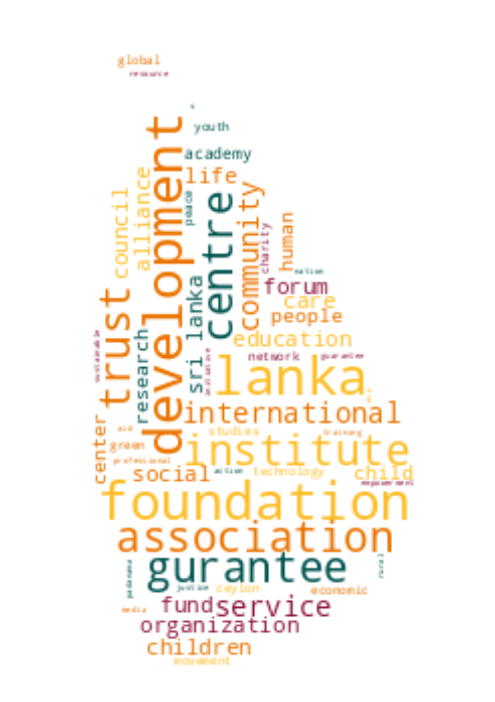 global
resource
s
youth
academy
life
development
alliance
council
peace
centre
community
charity
human
nation
forum
care
people
trust
sri lanka
research
sustainable
initiative
education
network
guarantee
lanka
international
center
aid
studies
training
green
institute
professional
social
action
technology
child
empowerment
foundation
association
gurantee
rural
justice
ceylon
economic
media
fund
service
organization
children
movement